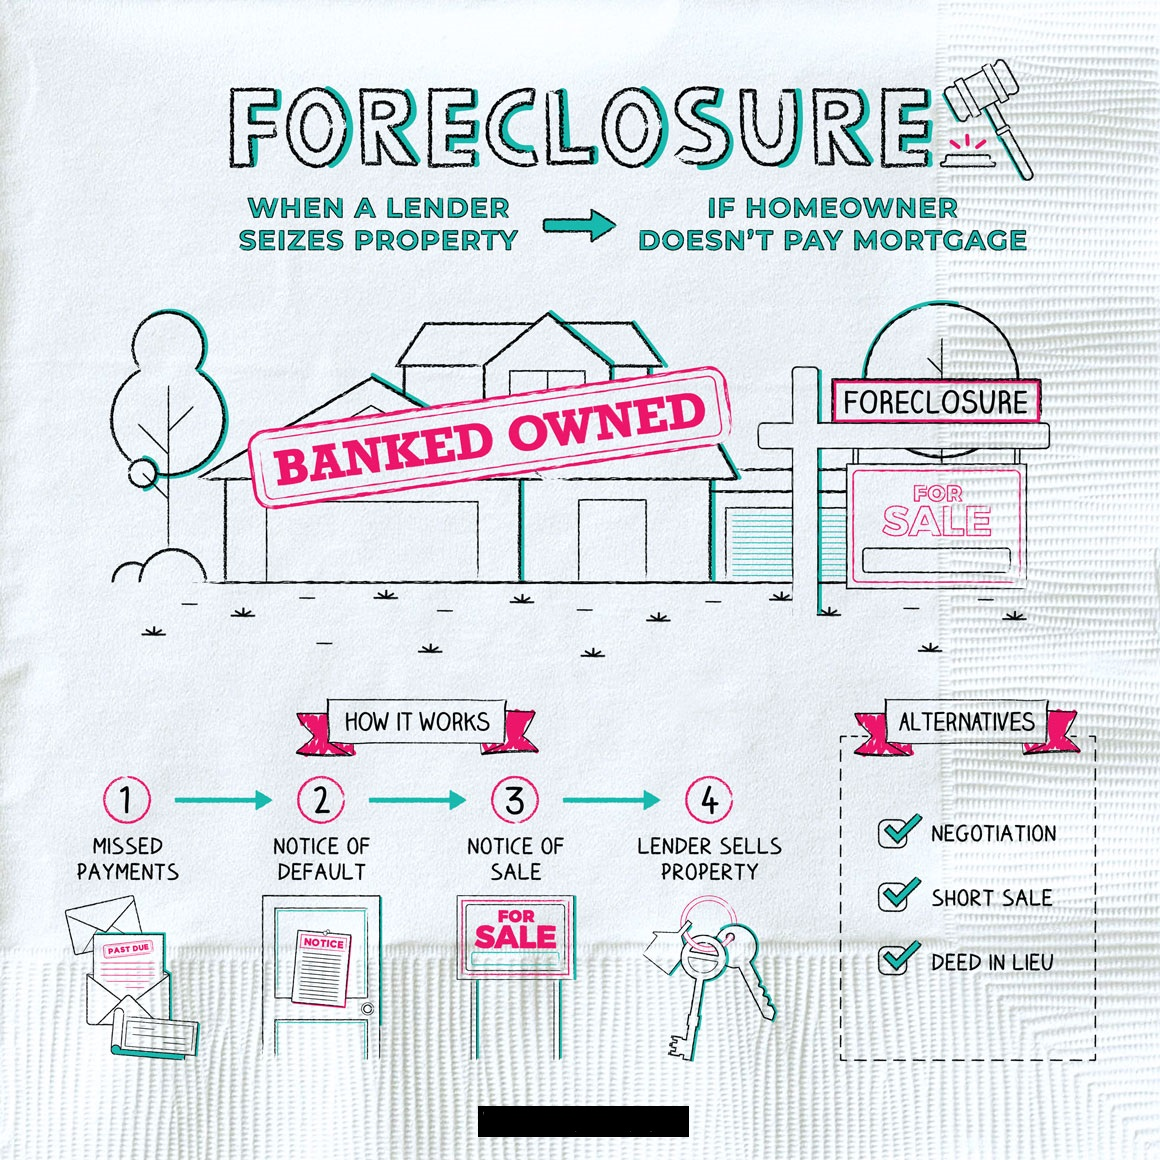 FORECLOSURE
WHEN A LENDER
SEIZES PROPERTY
IF HOMEOWNER
DOESN'T PAY MORTGAGE
BANKED OWNED
FORECLOSURE
FOR
SALE
HOW IT WORKS
1
MISSED
PAYMENTS
PAST DUE
2
NOTICE OF
DEFAULT
NOTICE
3
NOTICE OF
SALE
FOR
SALE
4
LENDER SELLS
PROPERTY
ALTERNATIVES
NEGOTIATION
SHORT SALE
DEED IN LIEU